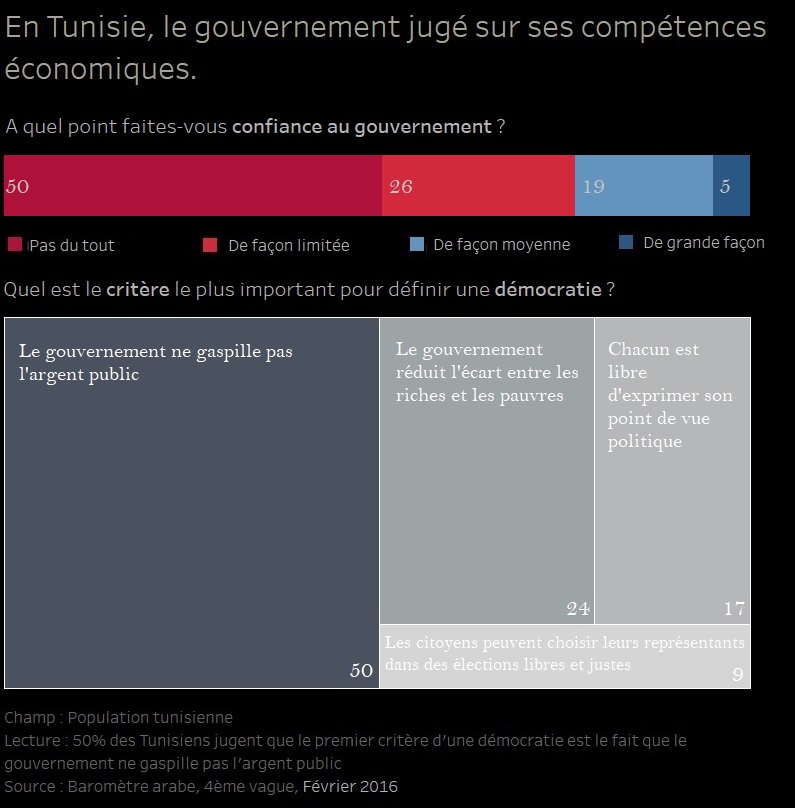 En Tunisie, le gouvernement jugé sur ses compétences
économiques.
A quel point faites-vous confiance au gouvernement ?
50 26 19 5
Pas du tout De façon limitée De façon moyenne De grande façon
Quel est le critère le plus important pour définir une démocratie ?
Le gouvernement ne gaspille pas
l'argent public
50
Le gouvernement
réduit l'écart entre les
riches et les pauvres
24
Chacun est
libre
d'exprimer son
point de vue
politique
17
Les citoyens peuvent choisir leurs représentants
dans des élections libres et justes
9
Champ : Population tunisienne
Lecture : 50% des Tunisiens jugent que le premier critère d’une démocratie est le fait que le
gouvernement ne gaspille pas l’argent public
Source : Baromètre arabe, 4ème vague, Février 2016